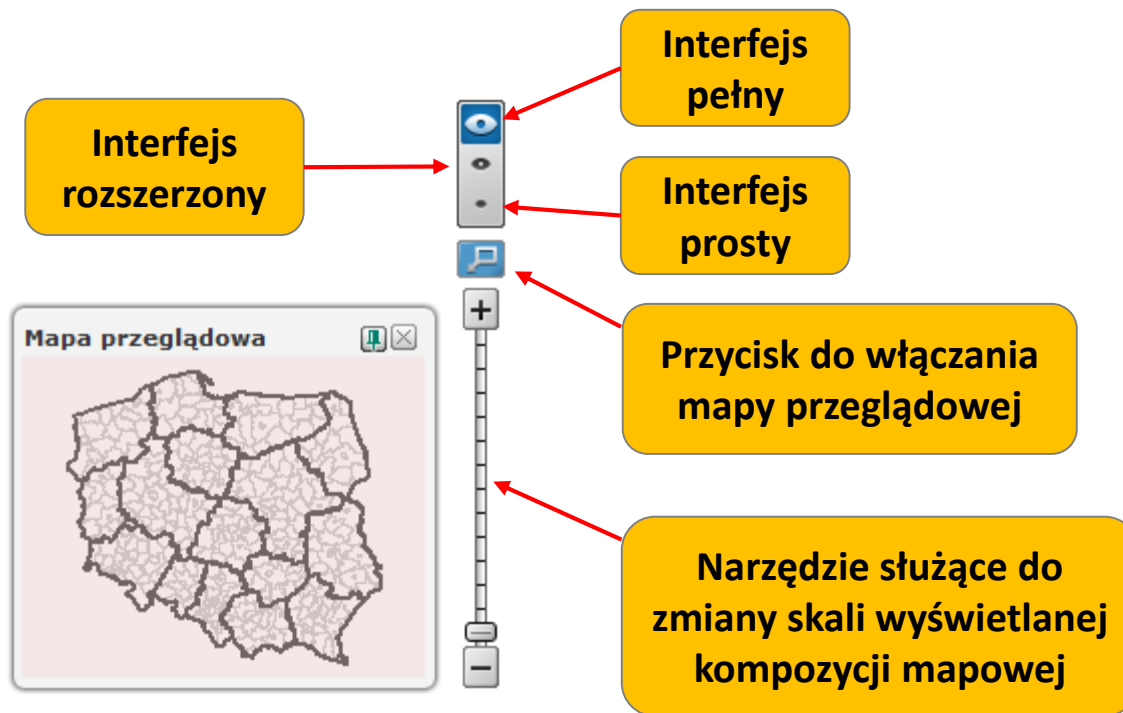 Interfejs
pełny
Interfejs
rozszerzony
Interfejs
prosty
+
Mapa przeglądowa
Przycisk do włączania
mapy przeglądowej
Narzędzie służące do
zmiany skali wyświetlanej
kompozycji mapowej
−